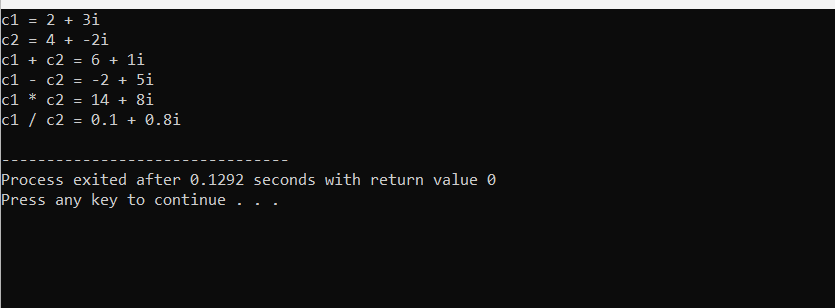 c1 = 2 + 3i
c2 = 4 + -2i
c1 + c2 = 6 + 1i
c1 - c2 = -2 + 5i
c1 * c2 = 14 + 8i
c1 / c2 = 0.1 + 0.8i
--------------------------------
Process exited after 0.1292 seconds with return value 0
Press any key to continue . . .